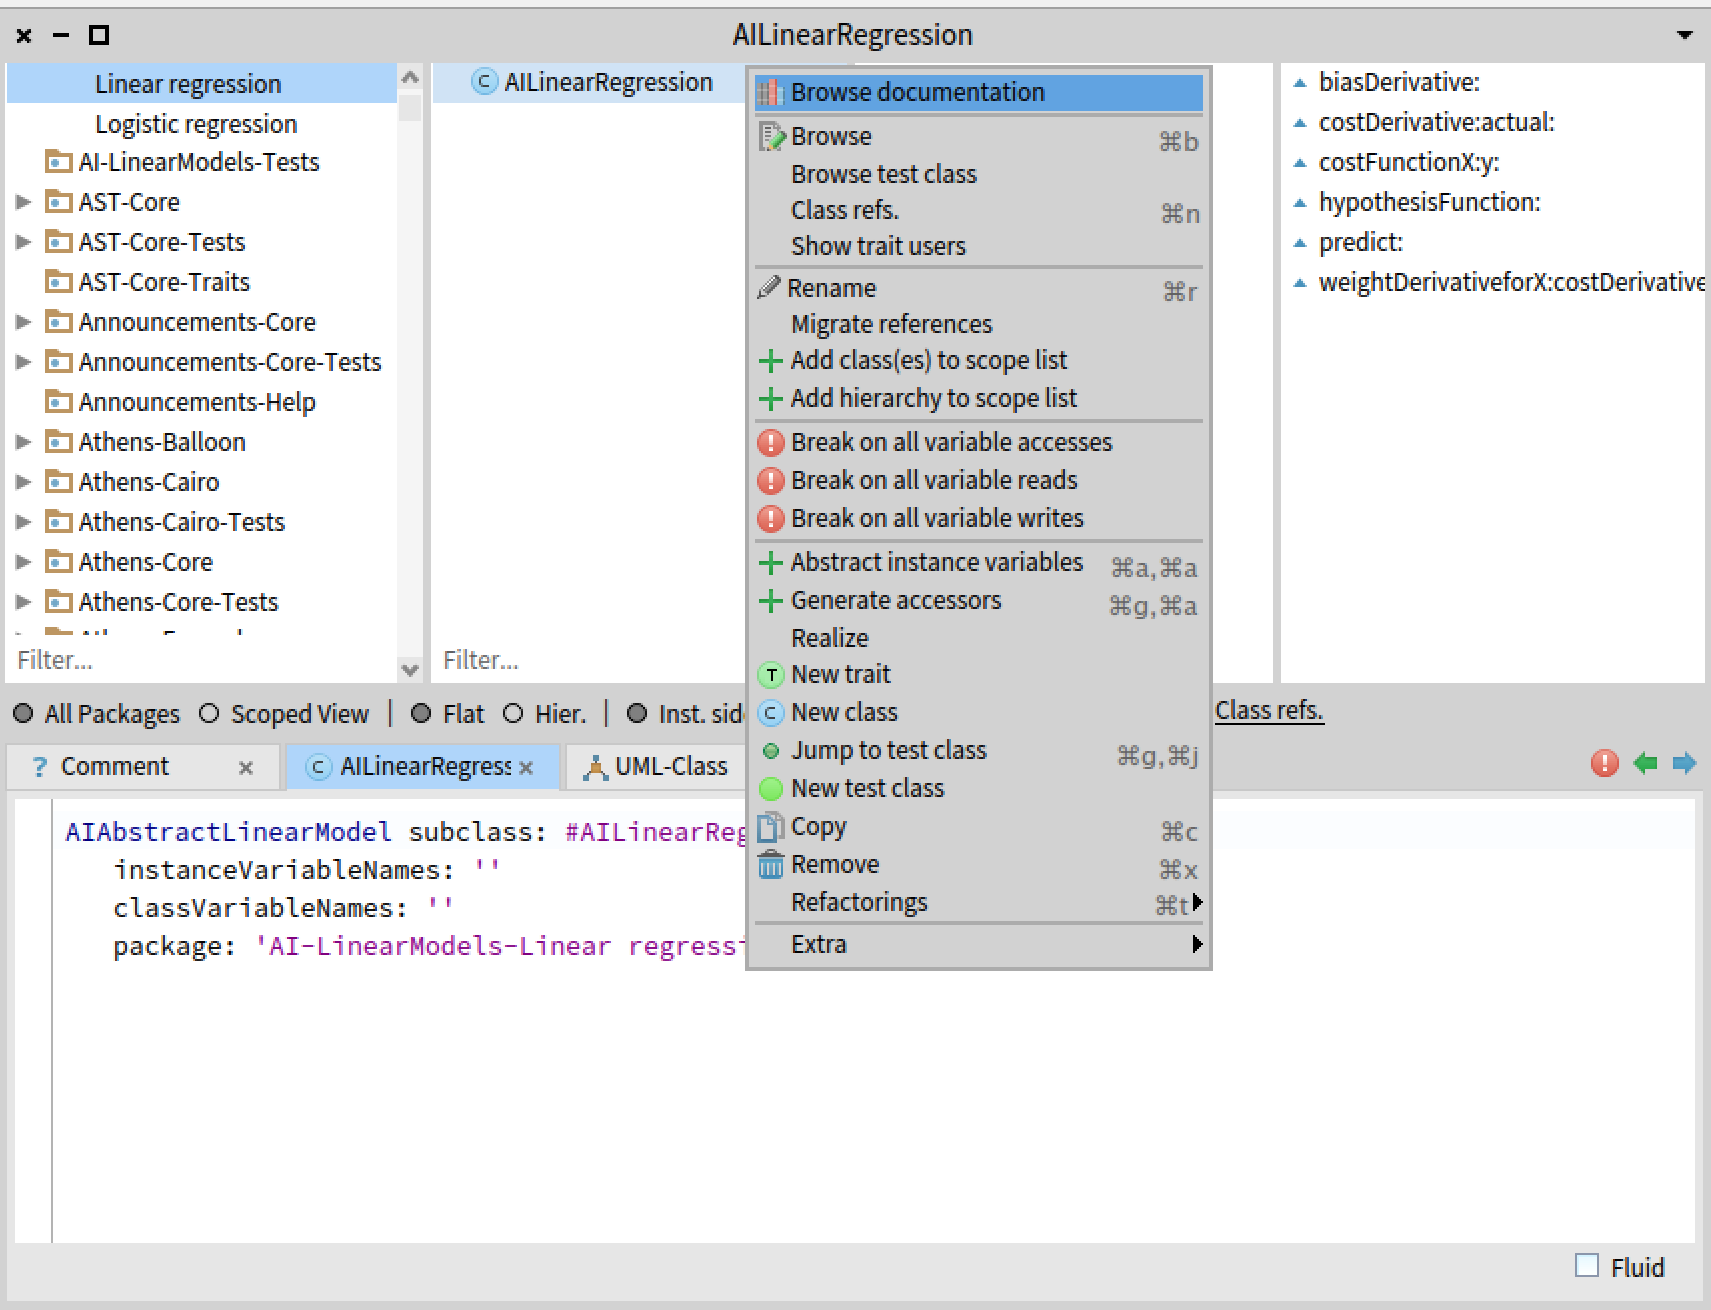 AILinearRegression
Linear regression
Logistic regression
AI-LinearModels-Tests
AST-Core
AST-Core-Tests
AST-Core-Traits
Announcements-Core
Announcements-Core-Tests
Announcements-Help
Athens-Balloon
Athens-Cairo
Athens-Cairo-Tests
Athens-Core
Athens-Core-Tests
Filter...
C AILinearRegression
Filter...
Browse documentation
Browse ⌘b
Browse test class
Class refs. ⌘n
Show trait users
Rename ⌘r
Migrate references
Add class(es) to scope list
Add hierarchy to scope list
Break on all variable accesses
Break on all variable reads
Break on all variable writes
Abstract instance variables ⌘a,⌘a
Generate accessors ⌘g,⌘a
Realize
T New trait
C New class
Jump to test class ⌘g,⌘j
New test class
Copy ⌘c
Remove ⌘x
Refactorings ⌘t
Extra
biasDerivative:
costDerivative:actual:
costFunctionX:y:
hypothesisFunction:
predict:
weightDerivativeforX:costDerivative
All Packages Scoped View | Flat Hier. | Inst. sid Class refs.
? Comment × C AILinearRegress × UML-Class
AIAbstractLinearModel subclass: #AILinearReg
instanceVariableNames: ''
classVariableNames: ''
package: 'AI-LinearModels-Linear regressi
Fluid